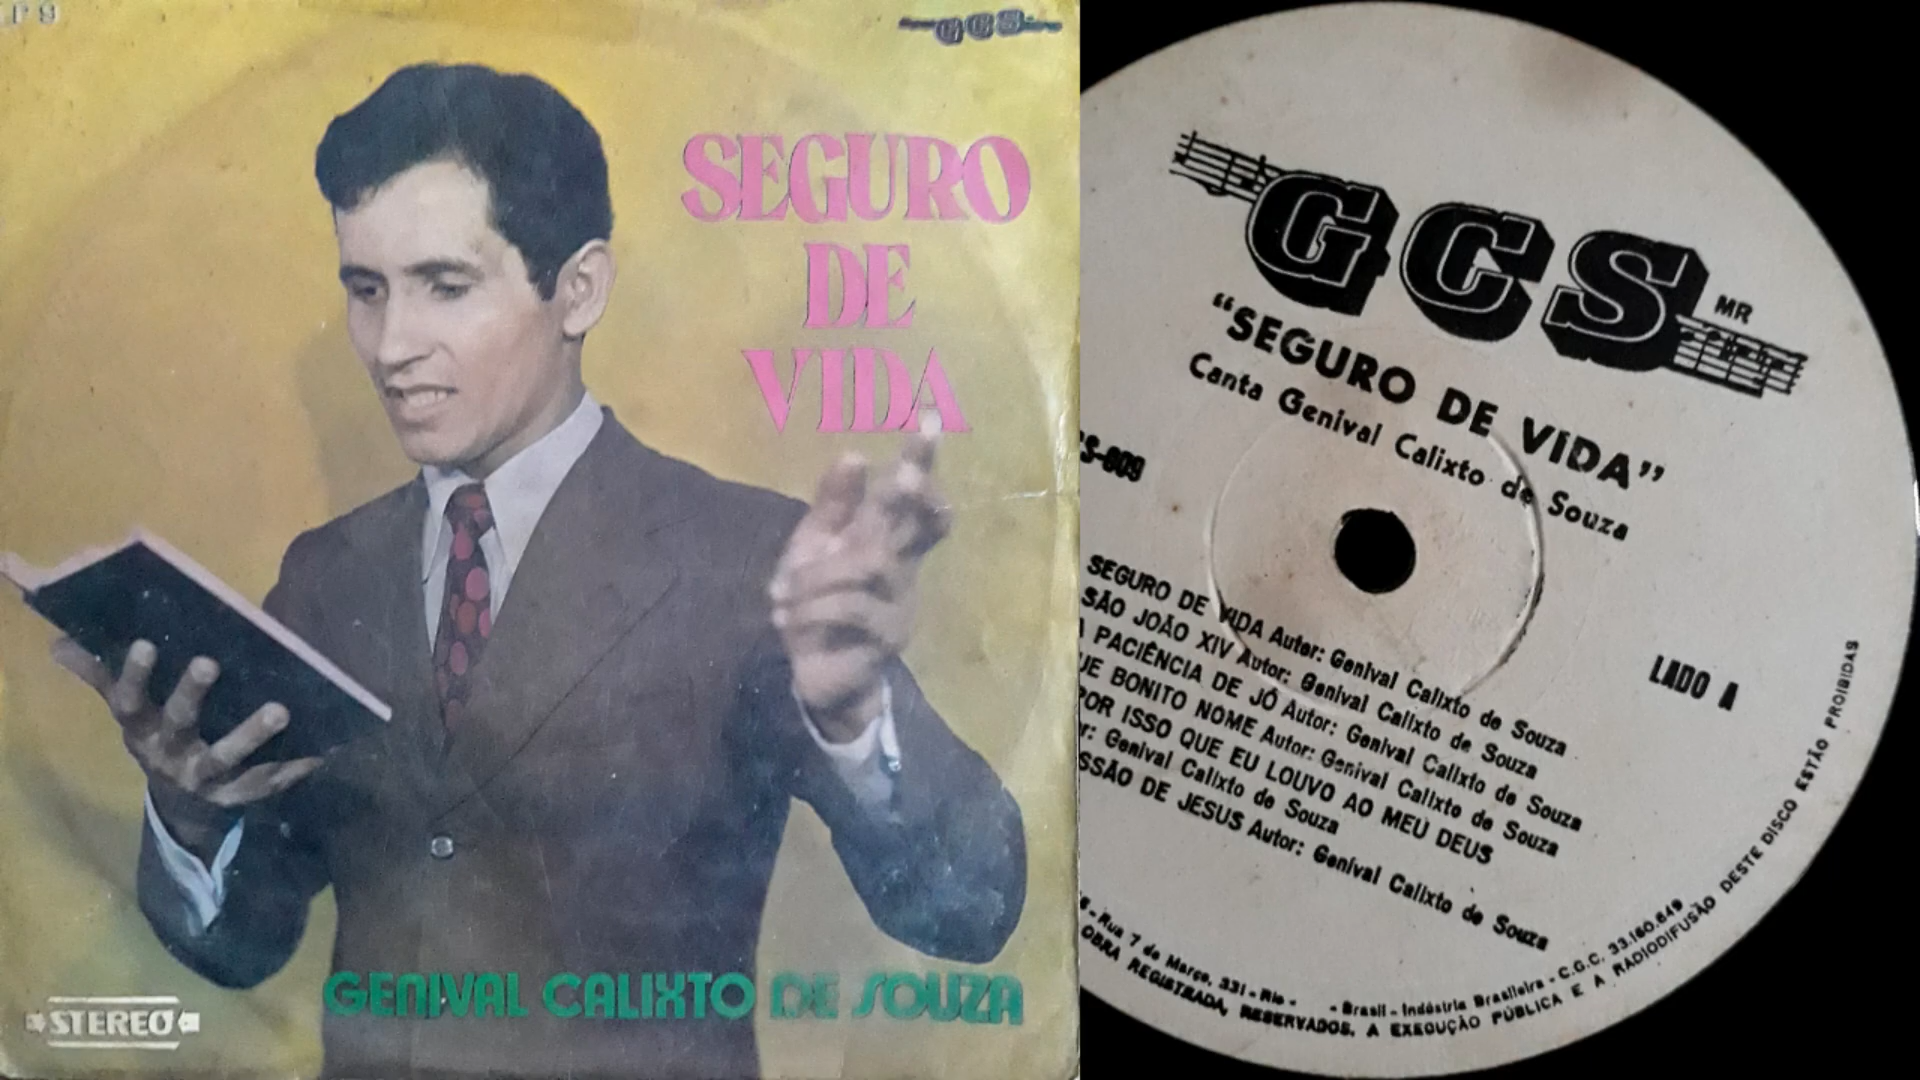 GCS
SEGURO
DE
VIDA
GENIVAL CALIXTO DE SOUZA
STEREO
GCS
MR
"SEGURO DE VIDA"
Canta Genival Calixto de Souza
LADO A
SEGURO DE VIDA Autor: Genival Calixto de Souza
SÃO JOÃO XIV Autor: Genival Calixto de Souza
PACIÊNCIA DE JÓ Autor: Genival Calixto de Souza
BONITO NOME Autor: Genival Calixto de Souza
POR ISSO QUE EU LOUVO AO MEU DEUS
Genival Calixto de Souza
DE JESUS Autor: Genival Calixto de Souza
Rua 7 de Março, 331 - Rio - - Brasil - Indústria Brasileira - C.G.C. 33.160.649
OBRA REGISTRADA, RESERVADOS. A EXECUÇÃO PÚBLICA E A RADIODIFUSÃO DESTE DISCO ESTÃO PROIBIDAS